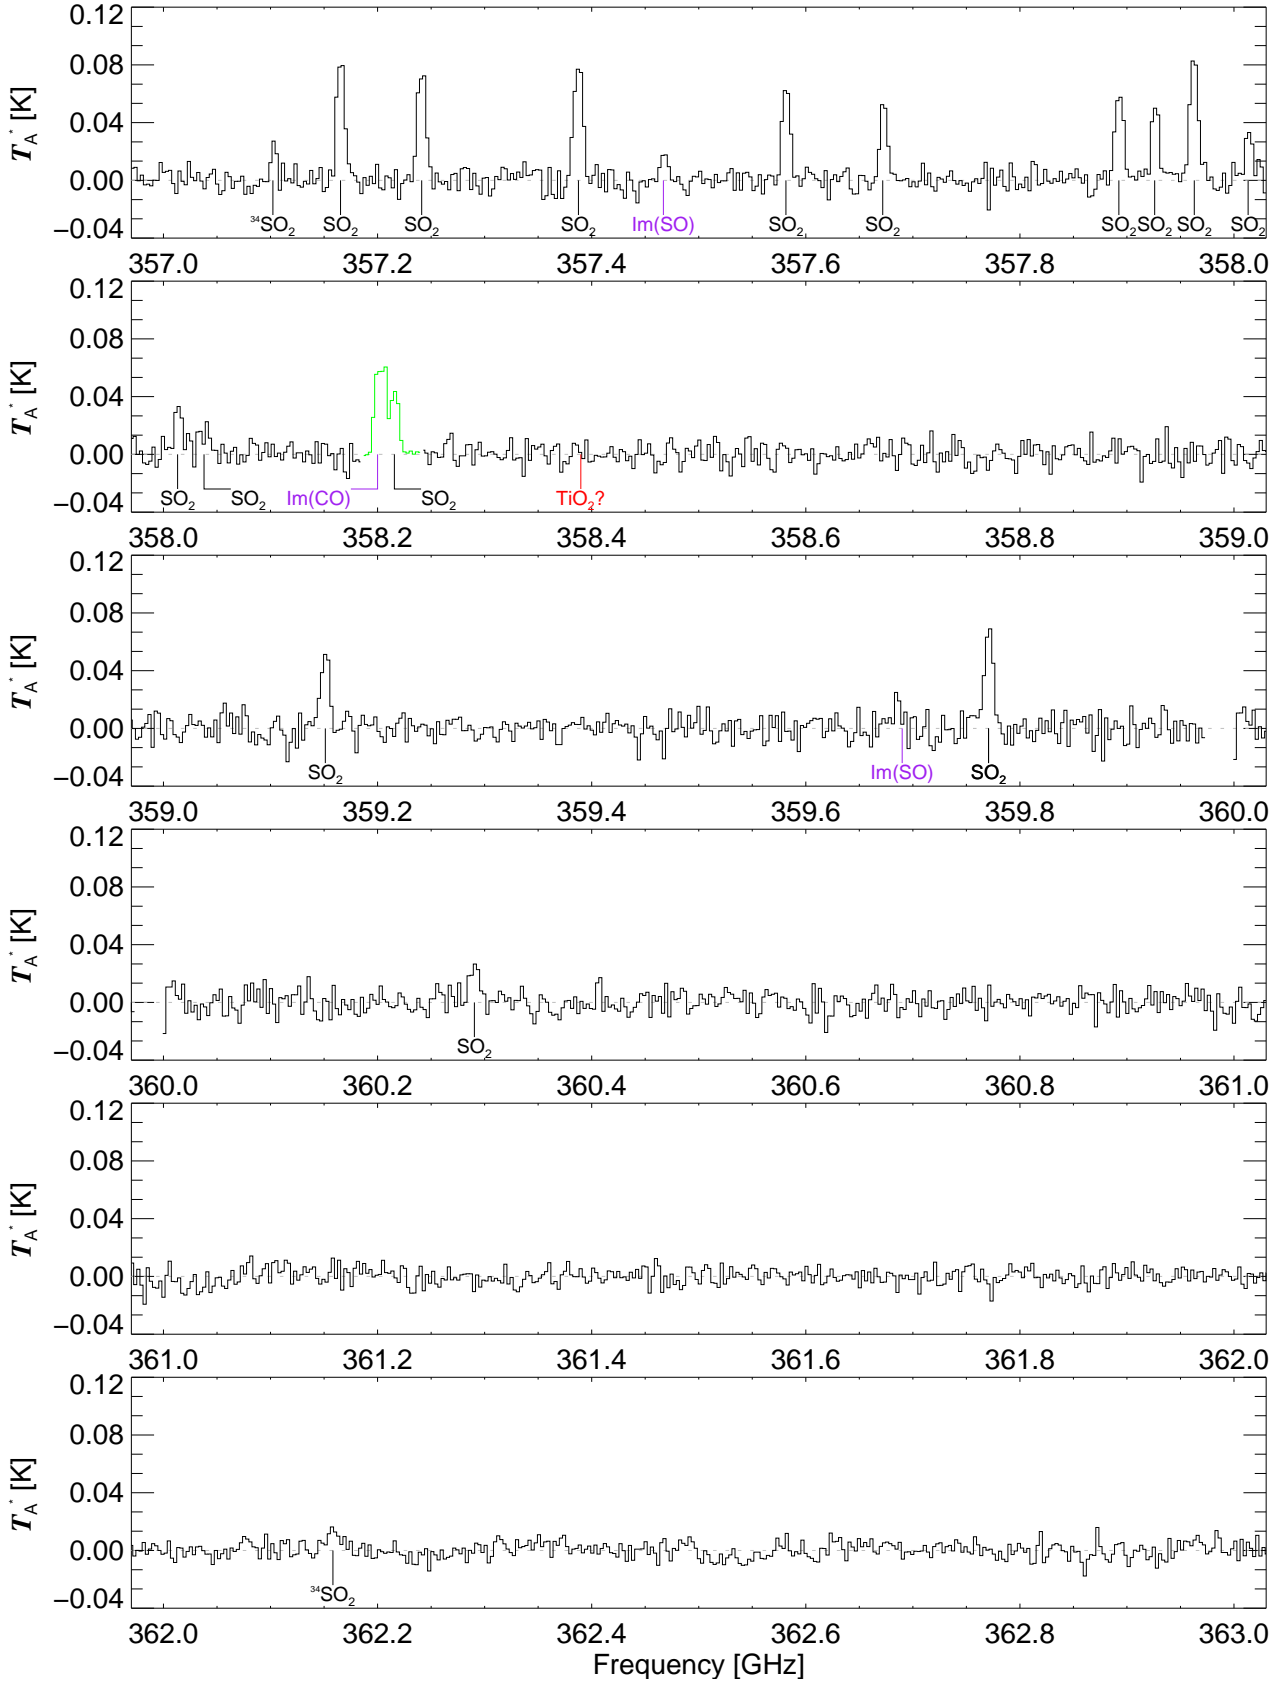 0.12
0.08
0.04
0.00
−0.04
T_A^* [K]
³⁴SO₂ SO₂ SO₂ SO₂ Im(SO) SO₂ SO₂ SO₂ SO₂ SO₂ SO₂
357.0 357.2 357.4 357.6 357.8 358.0
0.12
0.08
0.04
0.00
−0.04
T_A^* [K]
SO₂ SO₂ Im(CO) SO₂ TiO₂?
358.0 358.2 358.4 358.6 358.8 359.0
0.12
0.08
0.04
0.00
−0.04
T_A^* [K]
SO₂ Im(SO) SO₂
359.0 359.2 359.4 359.6 359.8 360.0
0.12
0.08
0.04
0.00
−0.04
T_A^* [K]
SO₂
360.0 360.2 360.4 360.6 360.8 361.0
0.12
0.08
0.04
0.00
−0.04
T_A^* [K]
361.0 361.2 361.4 361.6 361.8 362.0
0.12
0.08
0.04
0.00
−0.04
T_A^* [K]
³⁴SO₂
362.0 362.2 362.4 362.6 362.8 363.0
Frequency [GHz]